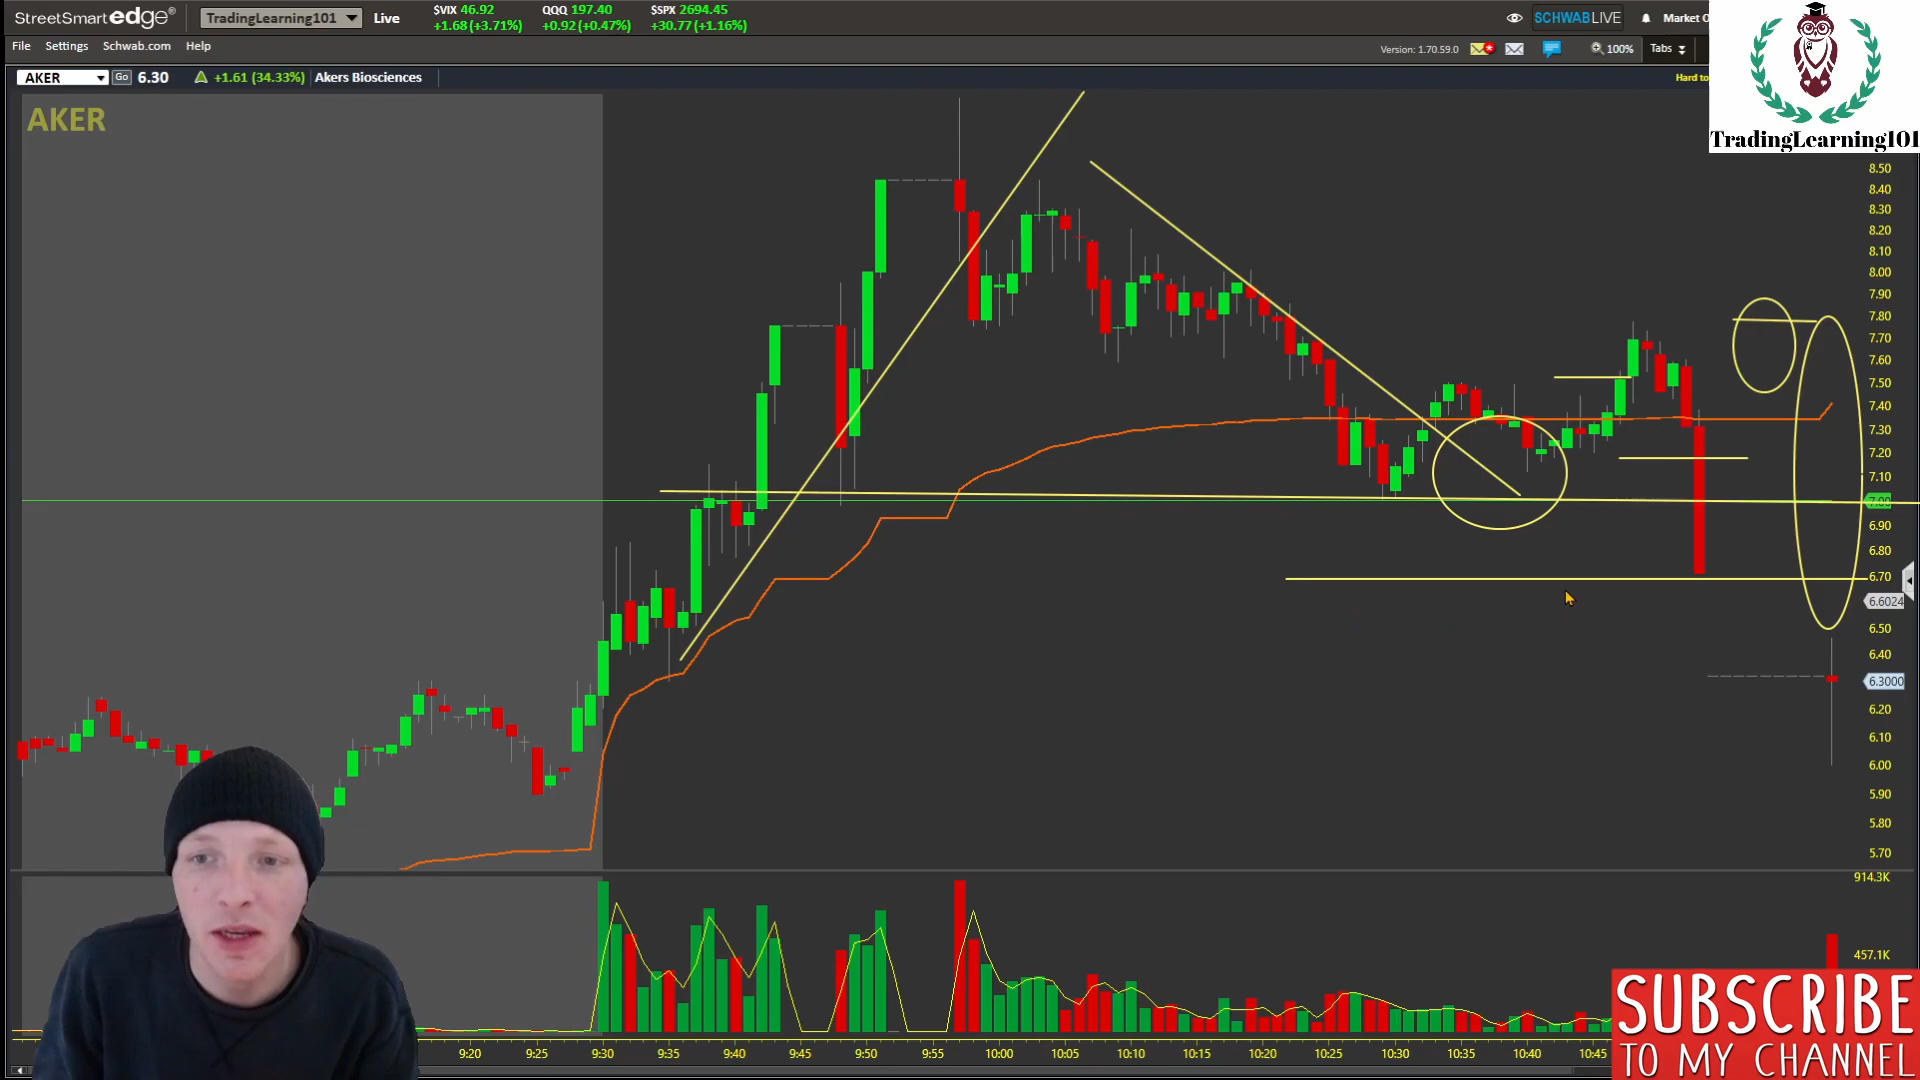 StreetSmart edge®
TradingLearning101
Live
$VIX 46.92
+1.68 (+3.71%)
QQQ 197.40
+0.92 (+0.47%)
$SPX 2694.45
+30.77 (+1.16%)
SCHWABLIVE
Market O
File Settings Schwab.com Help
Version: 1.70.59.0
100%
Tabs
AKER
Go
6.30
+1.61 (34.33%)
Akers Biosciences
Hard to
TradingLearning101
AKER
8.50
8.40
8.30
8.20
8.10
8.00
7.90
7.80
7.70
7.60
7.50
7.40
7.30
7.20
7.10
7.00
6.90
6.80
6.70
6.6024
6.50
6.40
6.3000
6.20
6.10
6.00
5.90
5.80
5.70
914.3K
457.1K
9:20 9:25 9:30 9:35 9:40 9:45 9:50 9:55 10:00 10:05 10:10 10:15 10:20 10:25 10:30 10:35 10:40 10:45
SUBSCRIBE
TO MY CHANNEL